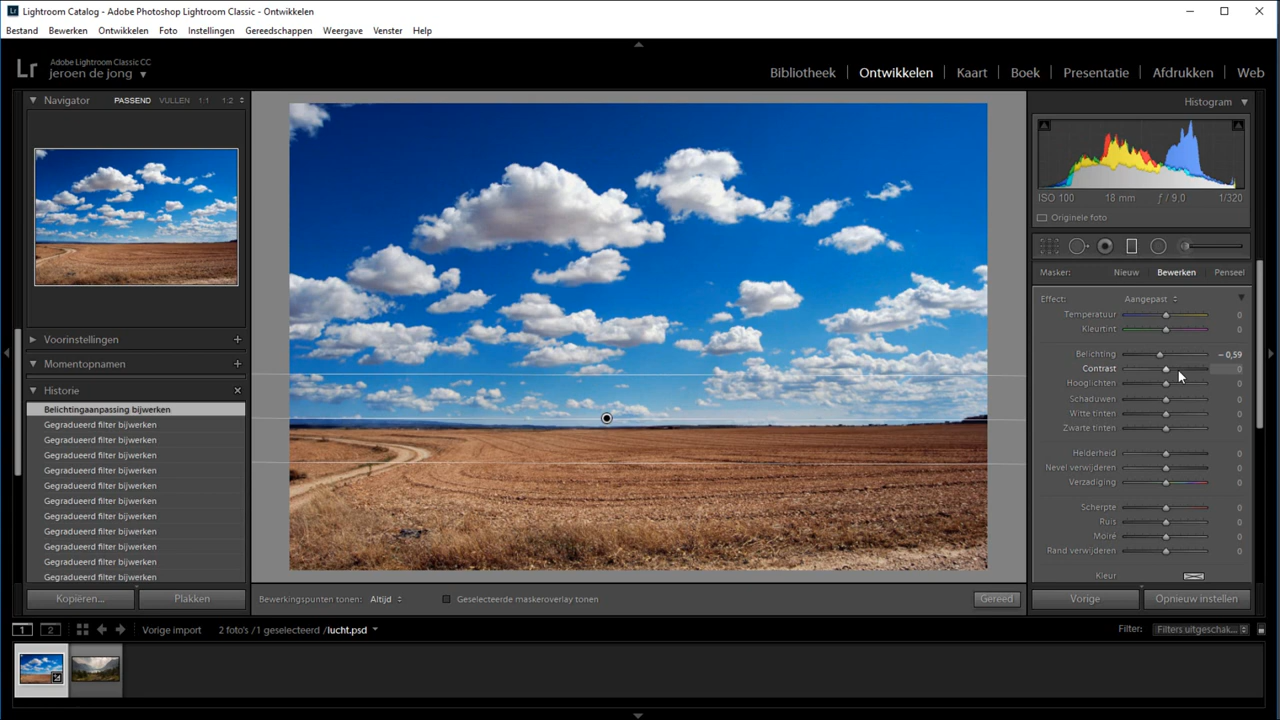 Lightroom Catalog - Adobe Photoshop Lightroom Classic - Ontwikkelen
Bestand Bewerken Ontwikkelen Foto Instellingen Gereedschappen Weergave Venster Help
Lr Adobe Lightroom Classic CC
jeroen de jong
Bibliotheek Ontwikkelen Kaart Boek Presentatie Afdrukken Web
Navigator PASSEND VULLEN 1:1 1:2
Voorinstellingen
Momentopnamen
Historie
Belichtingaanpassing bijwerken
Gegradueerd filter bijwerken
Gegradueerd filter bijwerken
Gegradueerd filter bijwerken
Gegradueerd filter bijwerken
Gegradueerd filter bijwerken
Gegradueerd filter bijwerken
Gegradueerd filter bijwerken
Gegradueerd filter bijwerken
Gegradueerd filter bijwerken
Gegradueerd filter bijwerken
Gegradueerd filter bijwerken
Kopiëren... Plakken
Histogram
ISO 100 18 mm ƒ / 9,0 1/320
Originele foto
Masker: Nieuw Bewerken Penseel
Effect: Aangepast
Temperatuur 0
Kleurtint 0
Belichting – 0,59
Contrast 0
Hooglichten 0
Schaduwen 0
Witte tinten 0
Zwarte tinten 0
Helderheid 0
Nevel verwijderen 0
Verzadiging 0
Scherpte 0
Ruis 0
Moiré 0
Rand verwijderen 0
Kleur
Vorige Opnieuw instellen
Bewerkingspunten tonen: Altijd Geselecteerde maskeroverlay tonen Gereed
1 2 Vorige import 2 foto's /1 geselecteerd /lucht.psd Filter: Filters uitgeschak...